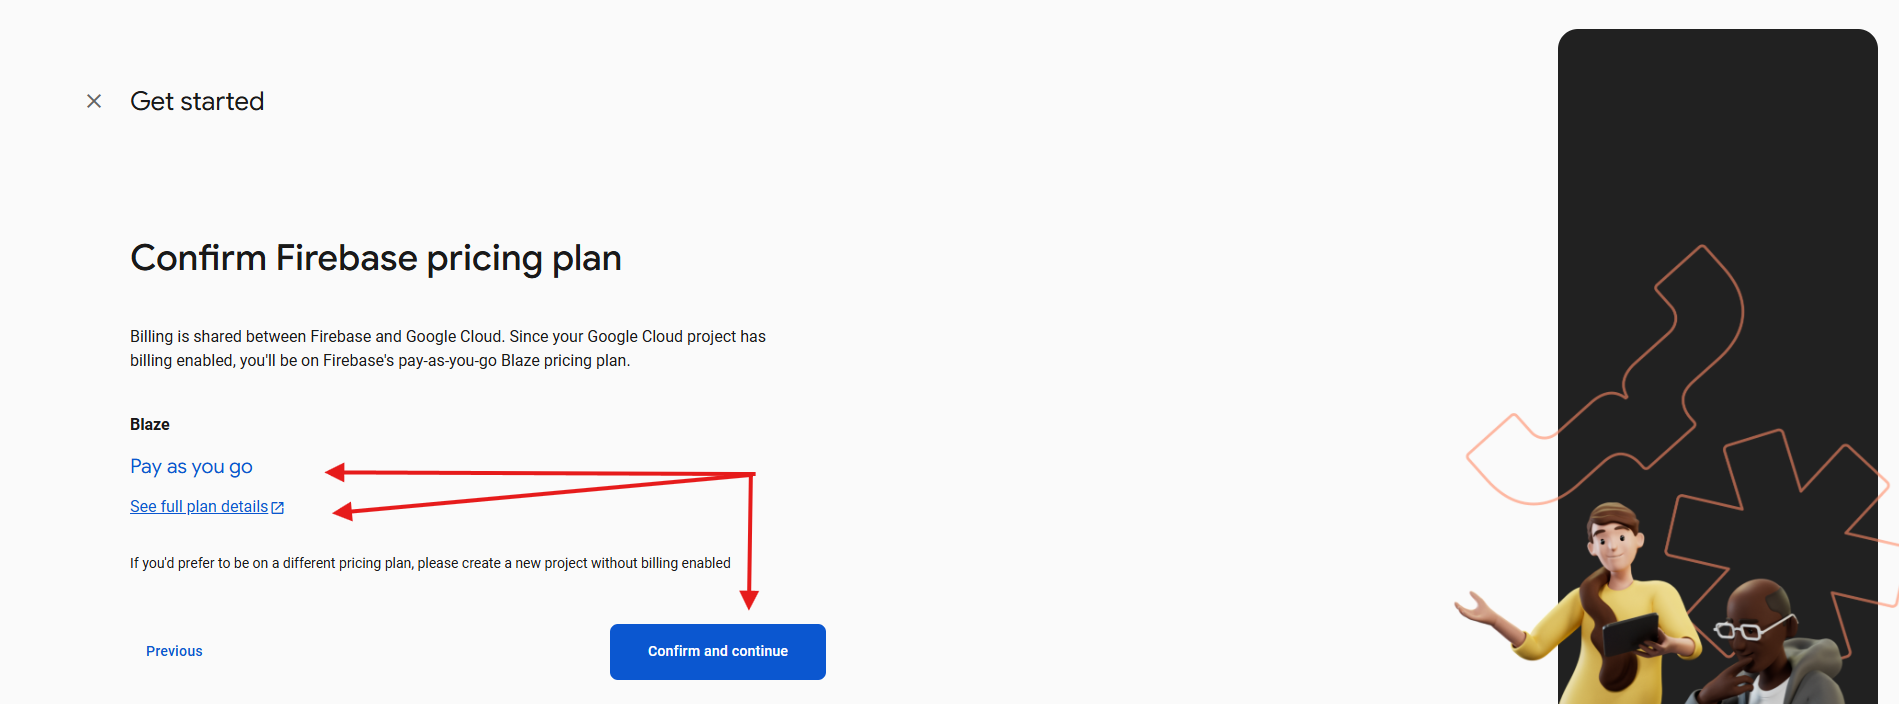 Get started
Confirm Firebase pricing plan
Billing is shared between Firebase and Google Cloud. Since your Google Cloud project has
billing enabled, you'll be on Firebase's pay-as-you-go Blaze pricing plan.
Blaze
Pay as you go
See full plan details
If you'd prefer to be on a different pricing plan, please create a new project without billing enabled
Previous
Confirm and continue